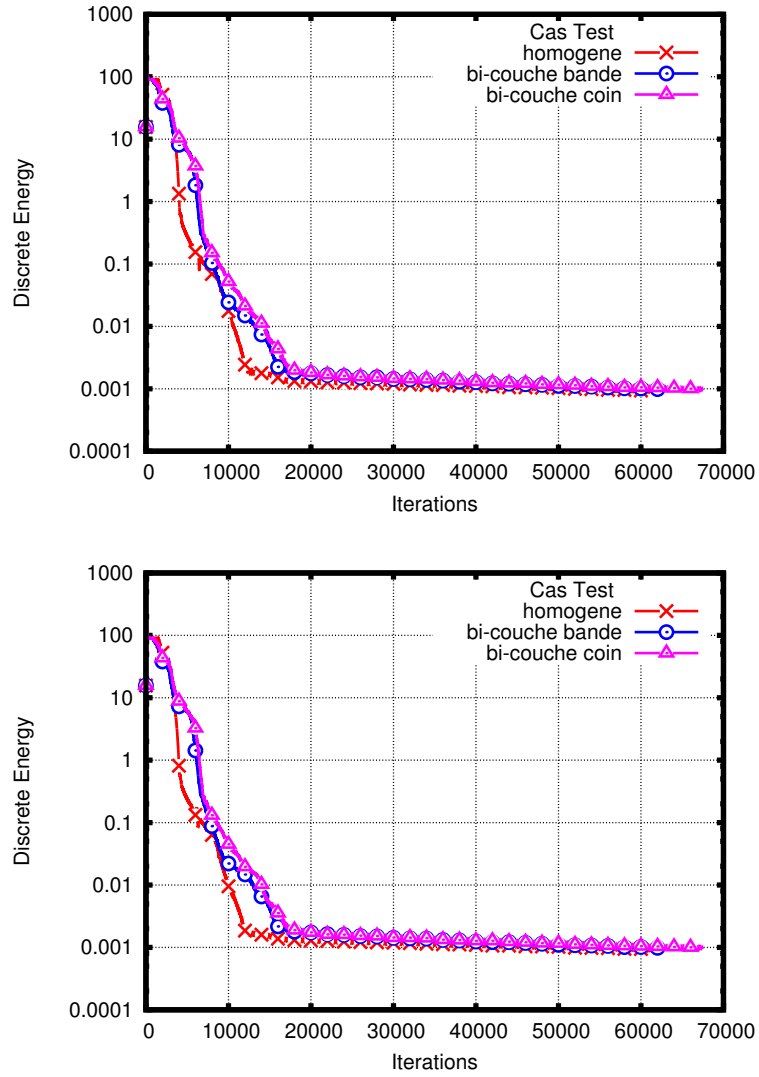 1000
100
10
1
0.1
0.01
0.001
0.0001
Discrete Energy
Cas Test
homogene
bi-couche bande
bi-couche coin
0 10000 20000 30000 40000 50000 60000 70000
Iterations
1000
100
10
1
0.1
0.01
0.001
0.0001
Discrete Energy
Cas Test
homogene
bi-couche bande
bi-couche coin
0 10000 20000 30000 40000 50000 60000 70000
Iterations